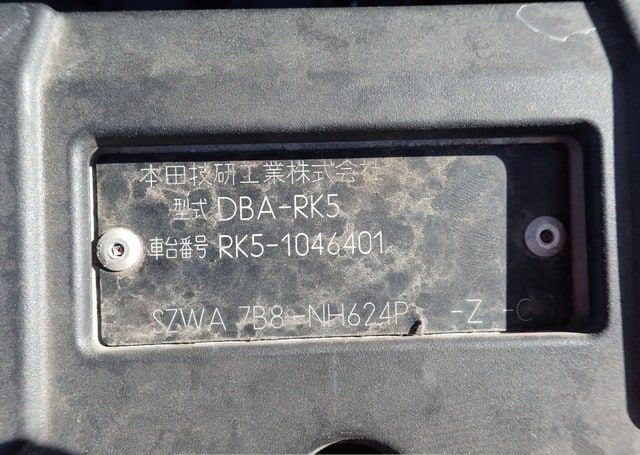 本田技研工業株式会社
型式 DBA-RK5
車台番号 RK5-1046401
SZWA 7B8-NH624P -Z -C